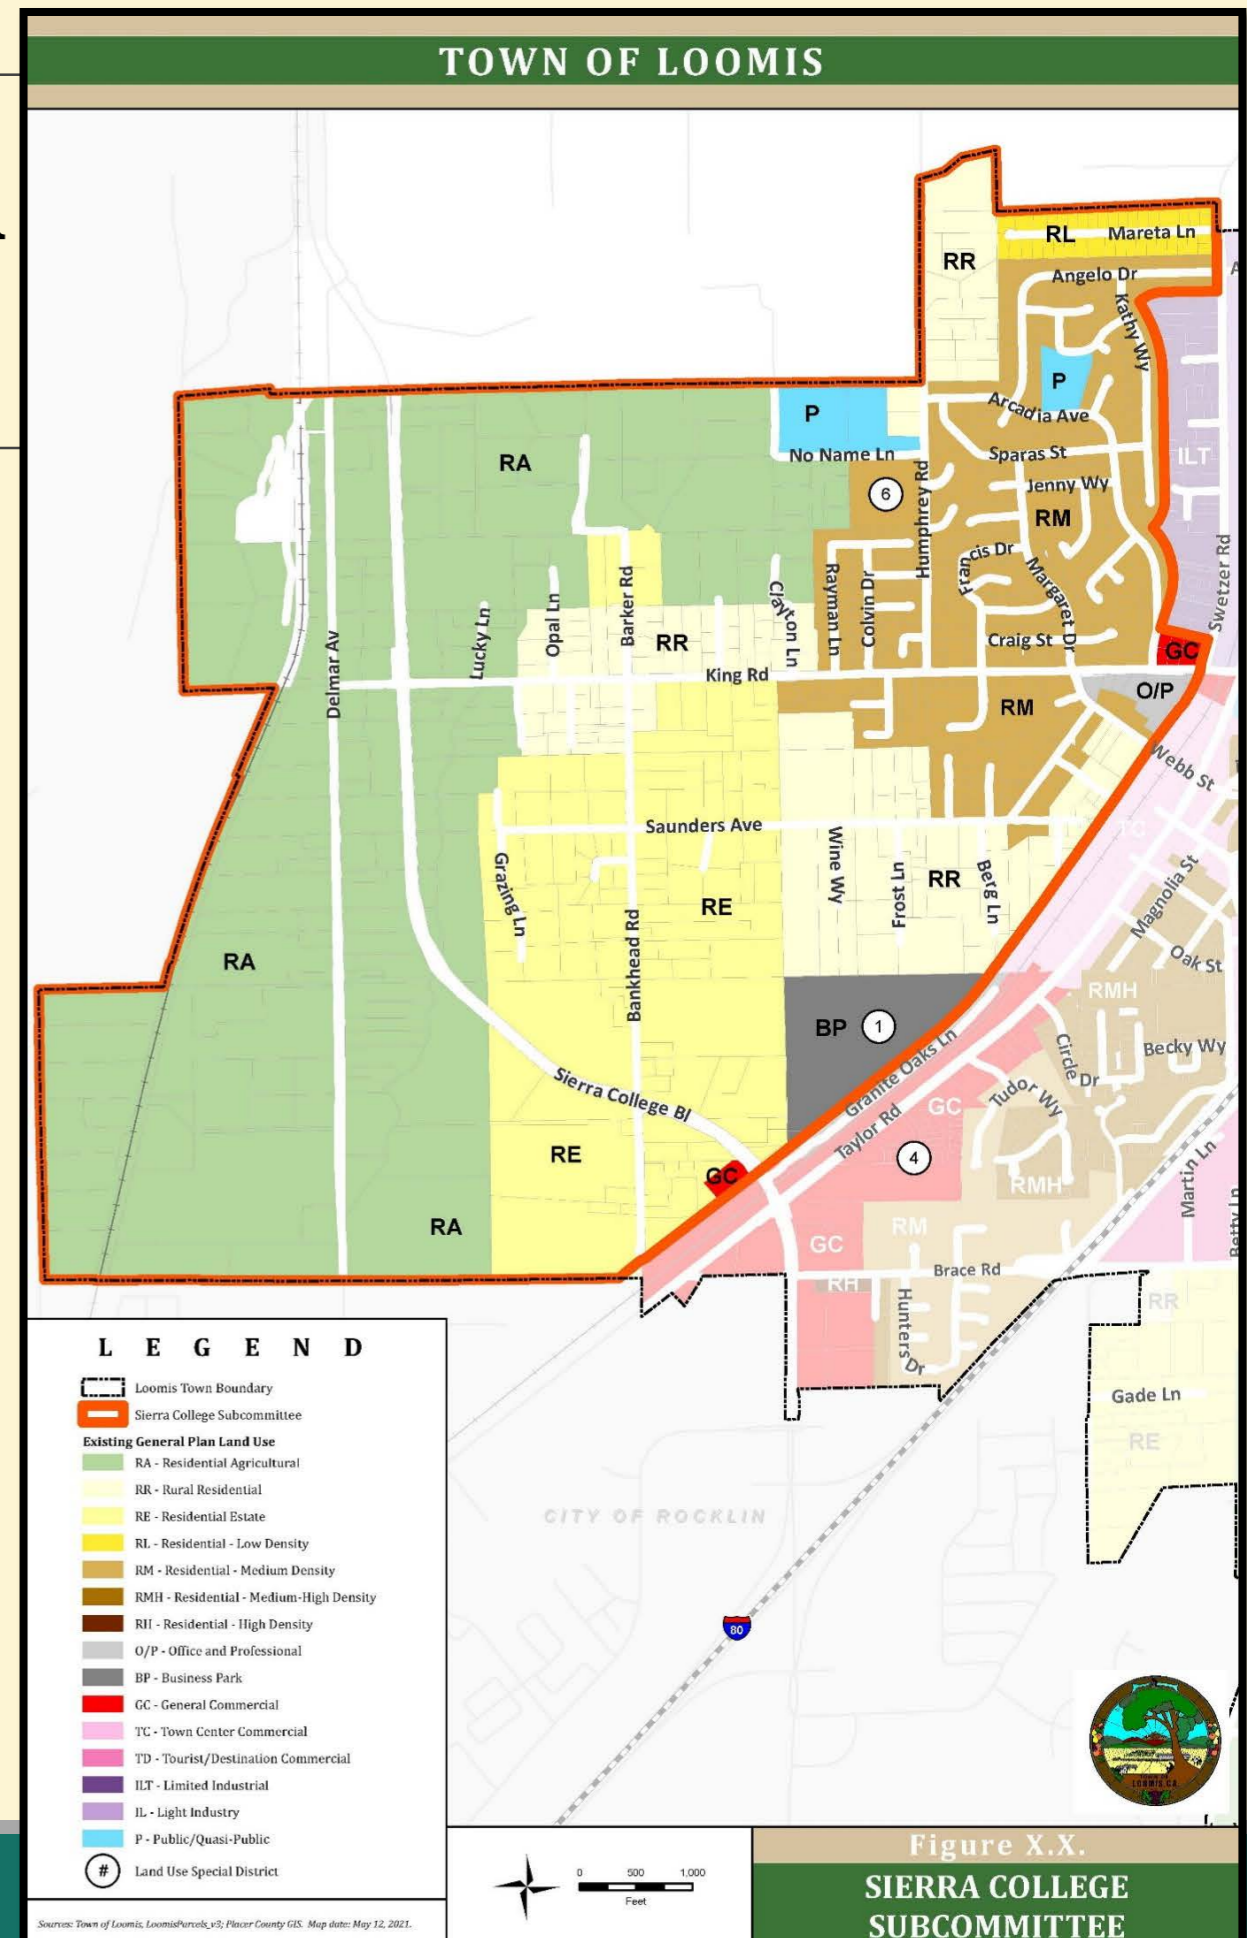 TOWN OF LOOMIS
RL
Mareta Ln
RR
Angelo Dr
Kathy Wy
P
Arcadia Ave
P
No Name Ln
Sparas St
ILT
RA
6
Jenny Wy
RM
Humphrey Rd
Francis Dr
Swetzer Rd
Barker Rd
Rayman Ln
Colvin Dr
Clayton Ln
Margaret Dr
Opal Ln
Lucky Ln
RR
Craig St
GC
Delmar Av
King Rd
O/P
RM
Webb St
Saunders Ave
TC
Wine Wy
Grazing Ln
Frost Ln
RR
Berg Ln
Magnolia St
RE
Oak St
RA
Bankhead Rd
RMH
BP
1
Circle Dr
Becky Wy
Sierra College Bl
Granite Oaks Ln
Tudor Wy
GC
Taylor Rd
RE
4
GC
RMH
Martin Ln
Betty Ln
RA
RM
GC
Brace Rd
RH
RR
Hunters Dr
Gade Ln
RE
CITY OF ROCKLIN
80
LEGEND
Loomis Town Boundary
Sierra College Subcommittee
Existing General Plan Land Use
RA - Residential Agricultural
RR - Rural Residential
RE - Residential Estate
RL - Residential - Low Density
RM - Residential - Medium Density
RMH - Residential - Medium-High Density
RH - Residential - High Density
O/P - Office and Professional
BP - Business Park
GC - General Commercial
TC - Town Center Commercial
TD - Tourist/Destination Commercial
ILT - Limited Industrial
IL - Light Industry
P - Public/Quasi-Public
# Land Use Special District
Sources: Town of Loomis, LoomisParcels_v3; Placer County GIS. Map date: May 12, 2021.
0 500 1,000
Feet
LOOMIS CA
Figure X.X.
SIERRA COLLEGE
SUBCOMMITTEE